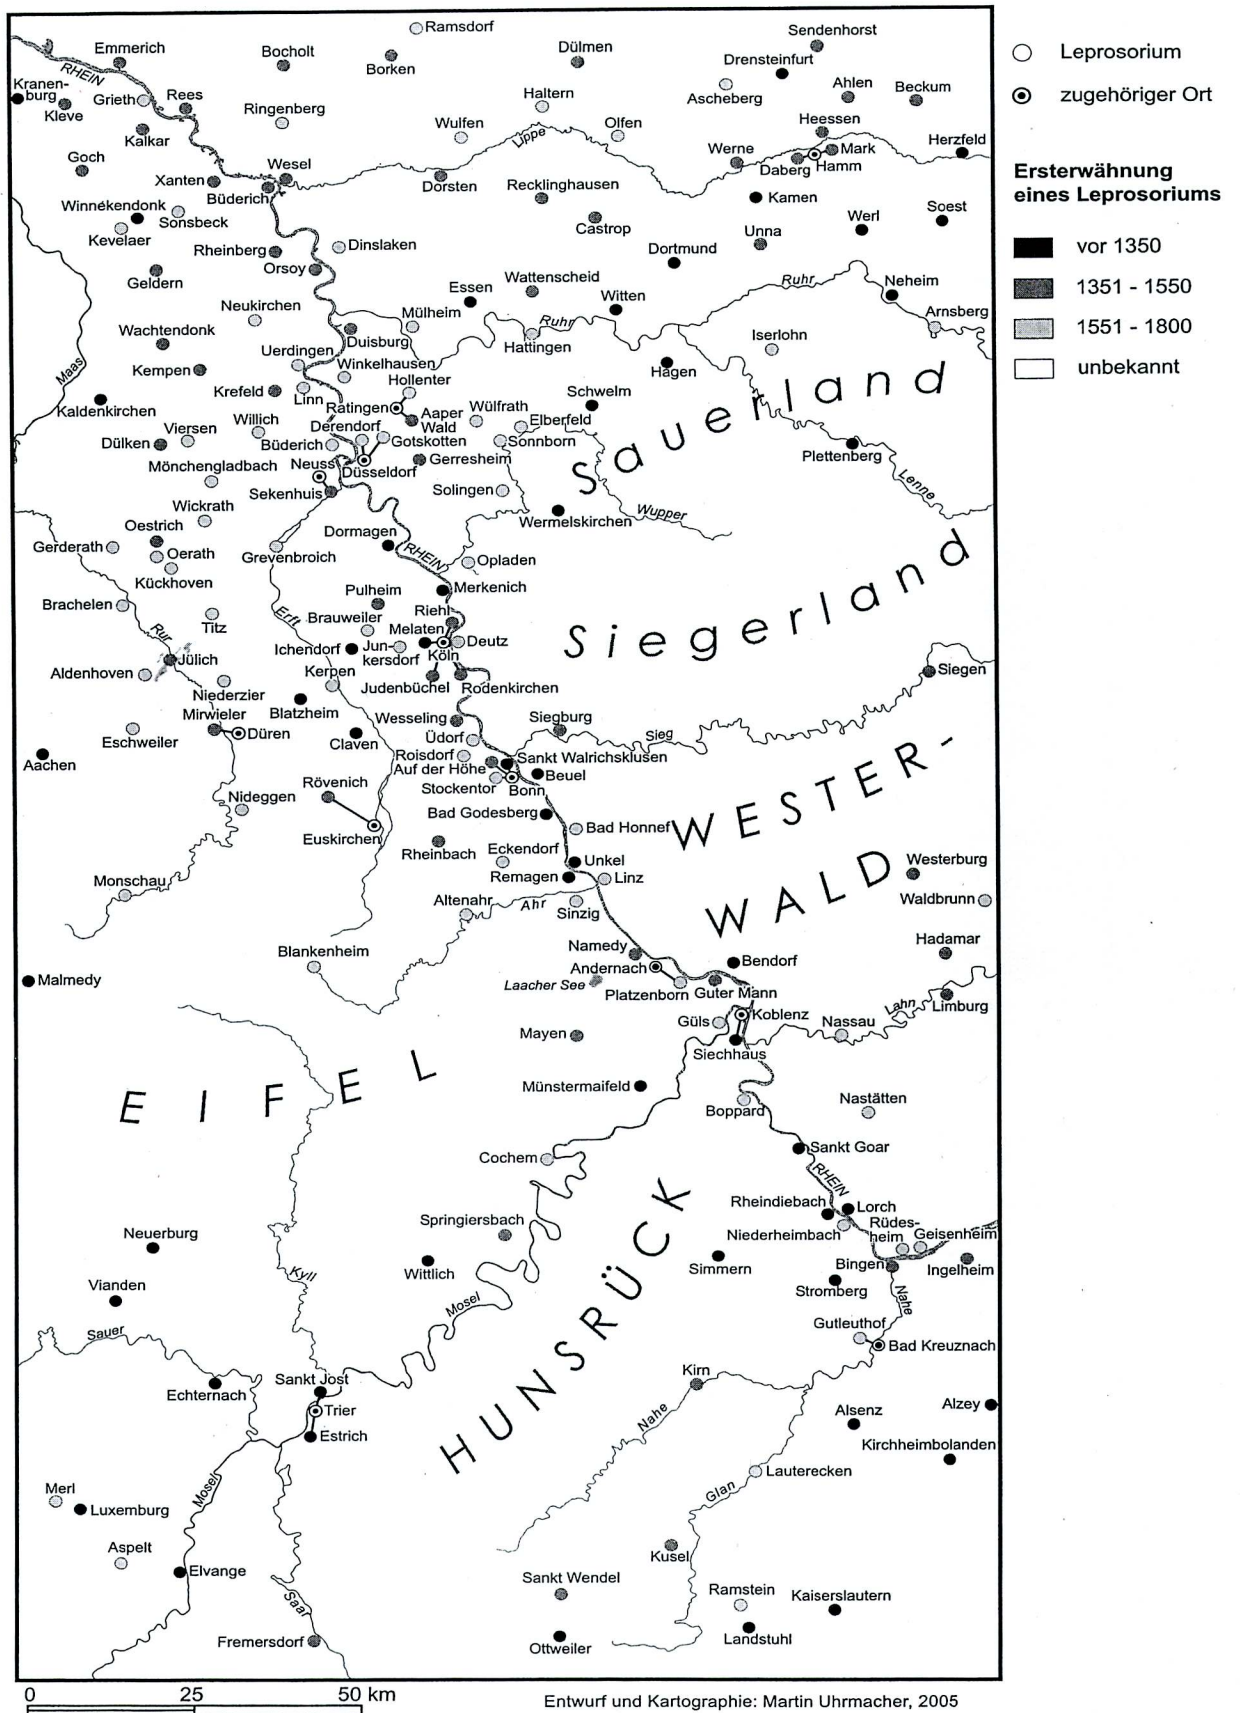 Ramsdorf
Sendenhorst
Emmerich
Bocholt
Borken
Dülmen
Drensteinfurt
RHEIN
Kranen-
burg
Kleve
Grieth
Rees
Ringenberg
Haltern
Ascheberg
Ahlen
Beckum
Kalkar
Wulfen
Lippe
Olfen
Heessen
Goch
Wesel
Werne
Mark
Herzfeld
Daberg
Hamm
Xanten
Büderich
Dorsten
Recklinghausen
Kamen
Winnekendonk
Sonsbeck
Kevelaer
Castrop
Werl
Soest
Rheinberg
Dinslaken
Unna
Orsoy
Dortmund
Geldern
Wattenscheid
Ruhr
Neheim
Neukirchen
Essen
Witten
Mülheim
Arnsberg
Wachtendonk
Duisburg
Ruhr
Hattingen
Iserlohn
Maas
Uerdingen
Winkelhausen
Kempen
Hollenter
Hagen
Krefeld
Linn
Schwelm
Kaldenkirchen
Ratingen
Aaper
Wald
Wülfrath
Elberfeld
Willich
Derendorf
Viersen
Dülken
Büderich
Gotskotten
Sonnborn
Sauerland
Plettenberg
Mönchengladbach
Neuss
Düsseldorf
Gerresheim
Lenne
Sekenhuis
Solingen
Wickrath
Wupper
Oestrich
Dormagen
Wermelskirchen
Gerderath
Oerath
Grevenbroich
RHEIN
Opladen
Kückhoven
Siegerland
Brachelen
Pulheim
Merkenich
Titz
Erft
Brauweiler
Riehl
Rur
Melaten
Deutz
Ichendorf
Jun-
kersdorf
Köln
Jülich
Aldenhoven
Kerpen
Judenbüchel
Rodenkirchen
Siegen
Niederzier
Mirwieler
Blatzheim
Wesseling
Siegburg
Eschweiler
Düren
Claven
Üdorf
Sieg
Roisdorf
Sankt Walrichsklusen
Aachen
Auf der Höhe
Beuel
Rövenich
Stockentor
Bonn
Nideggen
Bad Godesberg
Euskirchen
Bad Honnef
WESTER-
Rheinbach
Eckendorf
Unkel
Westerburg
Monschau
Remagen
Linz
WALD
Waldbrunn
Altenahr
Ahr
Sinzig
Blankenheim
Namedy
Bendorf
Hadamar
Malmedy
Andernach
Laacher See
Platzenborn
Guter Mann
Lahn
Limburg
Güls
Koblenz
Nassau
Mayen
Siechhaus
EIFEL
Münstermaifeld
Boppard
Nastätten
Cochem
Sankt Goar
RHEIN
Rheindiebach
Lorch
Springiersbach
Niederheimbach
Rüdes-
heim
Geisenheim
Neuerburg
HUNSRÜCK
Wittlich
Simmern
Bingen
Ingelheim
Kyll
Stromberg
Vianden
Mosel
Nahe
Gutleuthof
Sauer
Bad Kreuznach
Echternach
Sankt Jost
Kirn
Trier
Nahe
Alsenz
Alzey
Estrich
Kirchheimbolanden
Lauterecken
Merl
Mosel
Glan
Luxemburg
Aspelt
Kusel
Elvange
Sankt Wendel
Ramstein
Kaiserslautern
Saar
Landstuhl
Fremersdorf
Ottweiler
0 25 50 km
Entwurf und Kartographie: Martin Uhrmacher, 2005
Leprosorium
zugehöriger Ort
Ersterwähnung
eines Leprosoriums
vor 1350
1351 - 1550
1551 - 1800
unbekannt